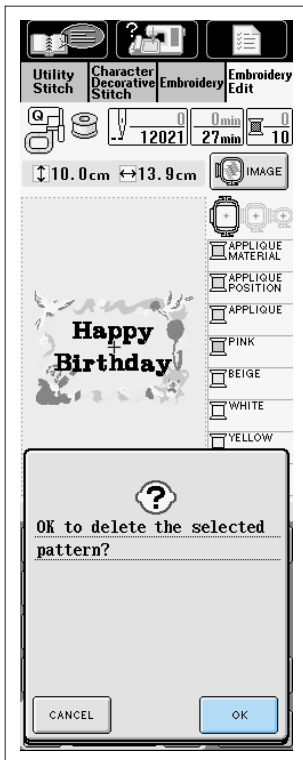 Utility Stitch
Character Decorative Stitch
Embroidery
Embroidery Edit
Q
0
12021
0min
27min
0
10
10.0cm
13.9cm
IMAGE
APPLIQUE MATERIAL
APPLIQUE POSITION
APPLIQUE
PINK
BEIGE
WHITE
YELLOW
Happy
Birthday
?
OK to delete the selected
pattern?
CANCEL
OK